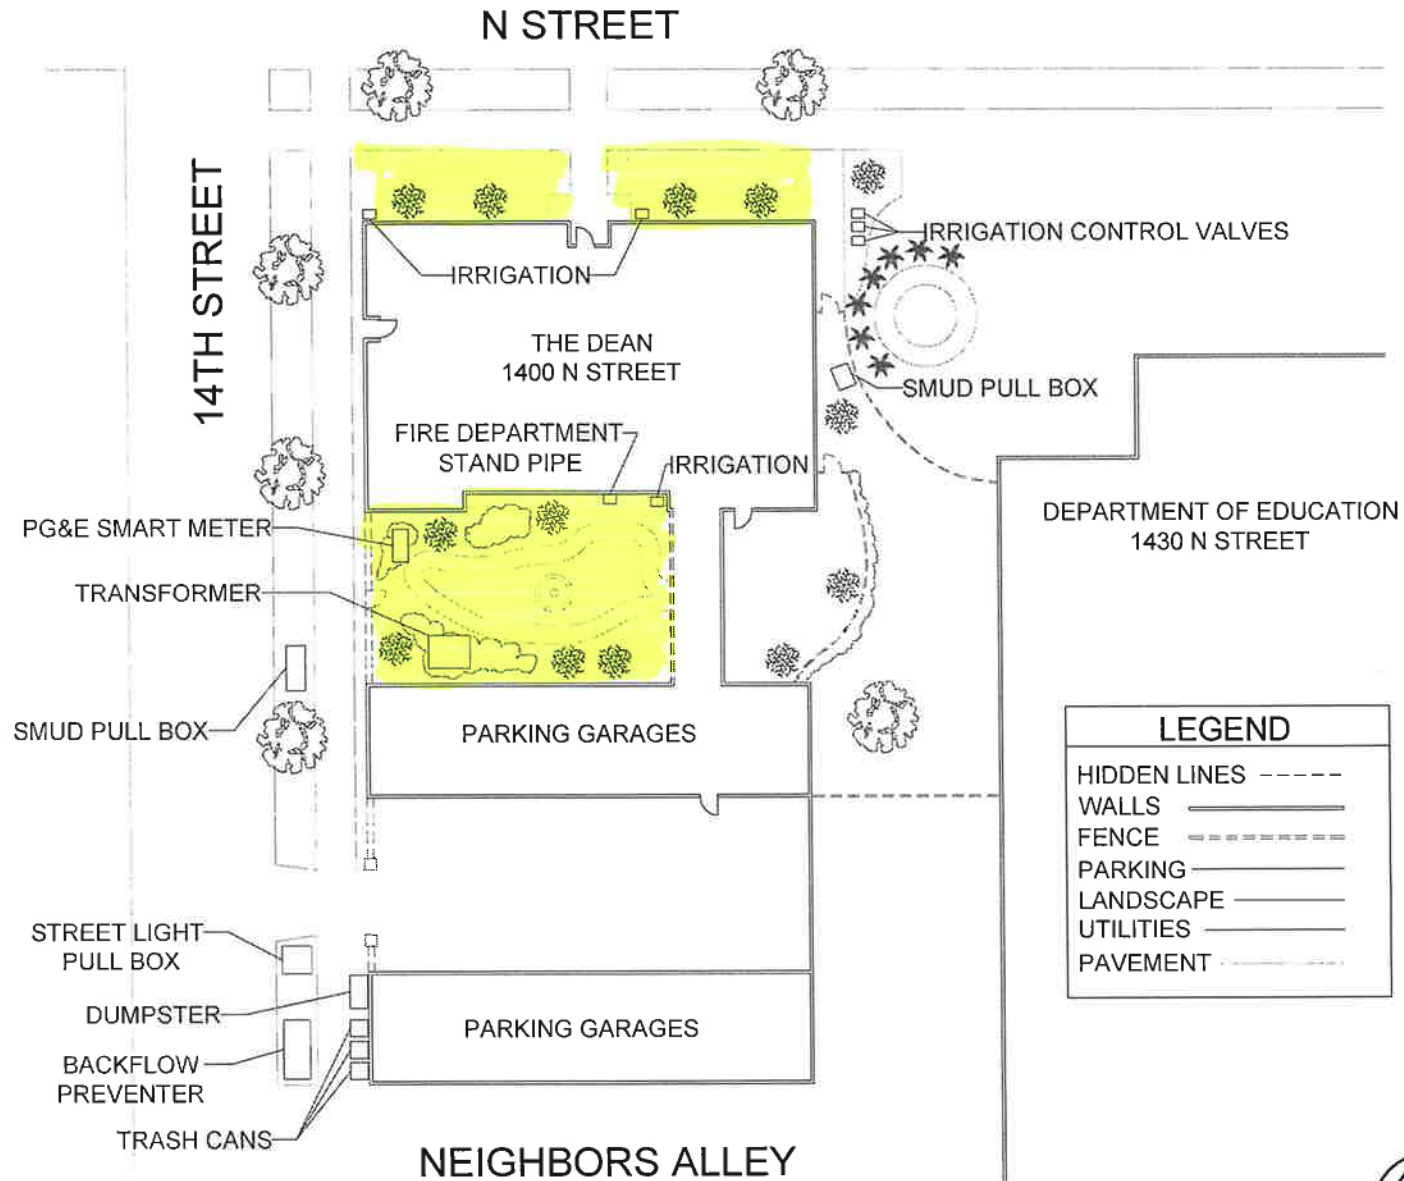 N STREET
14TH STREET
IRRIGATION CONTROL VALVES
IRRIGATION
THE DEAN
1400 N STREET
SMUD PULL BOX
FIRE DEPARTMENT
STAND PIPE
IRRIGATION
PG&E SMART METER
DEPARTMENT OF EDUCATION
1430 N STREET
TRANSFORMER
SMUD PULL BOX
PARKING GARAGES
LEGEND
HIDDEN LINES
WALLS
FENCE
PARKING
LANDSCAPE
UTILITIES
PAVEMENT
STREET LIGHT
PULL BOX
DUMPSTER
PARKING GARAGES
BACKFLOW
PREVENTER
TRASH CANS
NEIGHBORS ALLEY